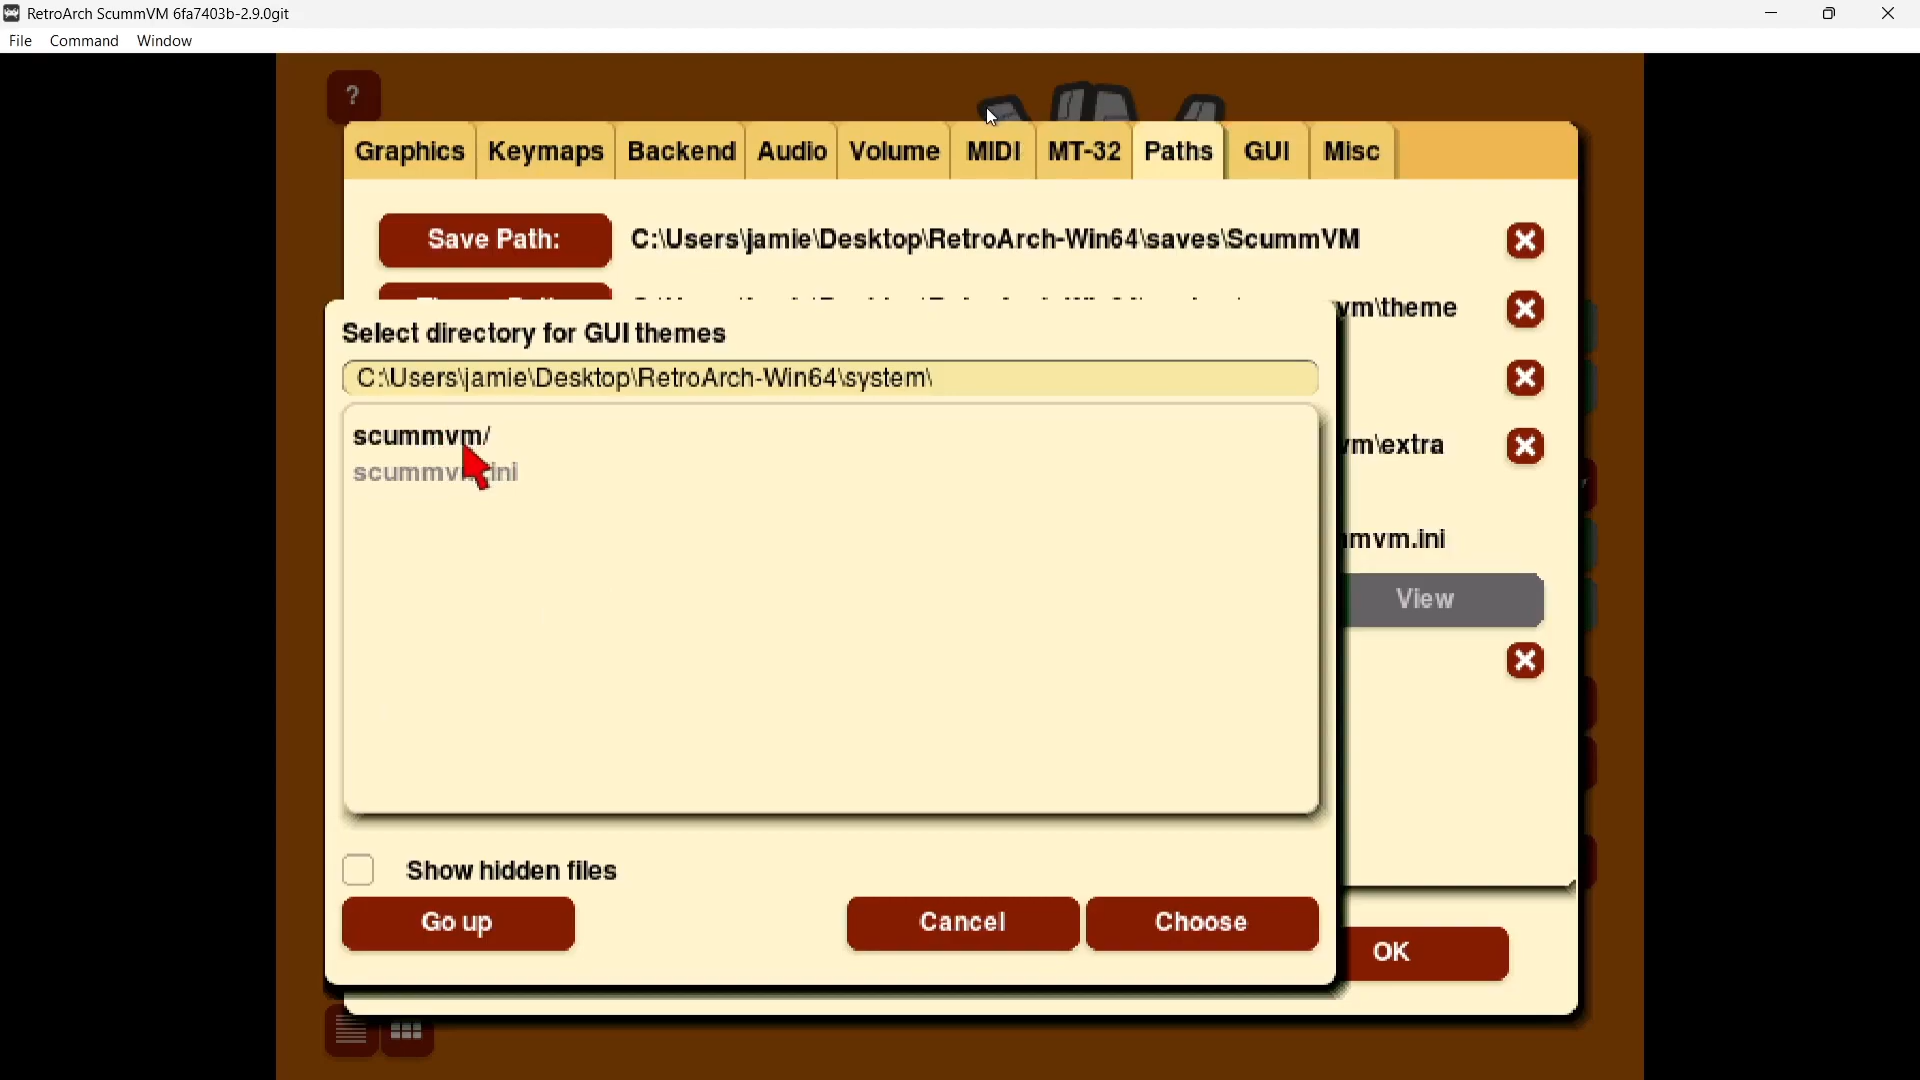 RetroArch ScummVM 6fa7403b-2.9.0git
File Command Window
?
Graphics Keymaps Backend Audio Volume MIDI MT-32 Paths GUI Misc
Save Path: C:\Users\jamie\Desktop\RetroArch-Win64\saves\ScummVM
vm\theme
Select directory for GUI themes
C:\Users\jamie\Desktop\RetroArch-Win64\system\
scummvm/
vm\extra
mvm.ini
View
Show hidden files
Go up Cancel Choose
OK